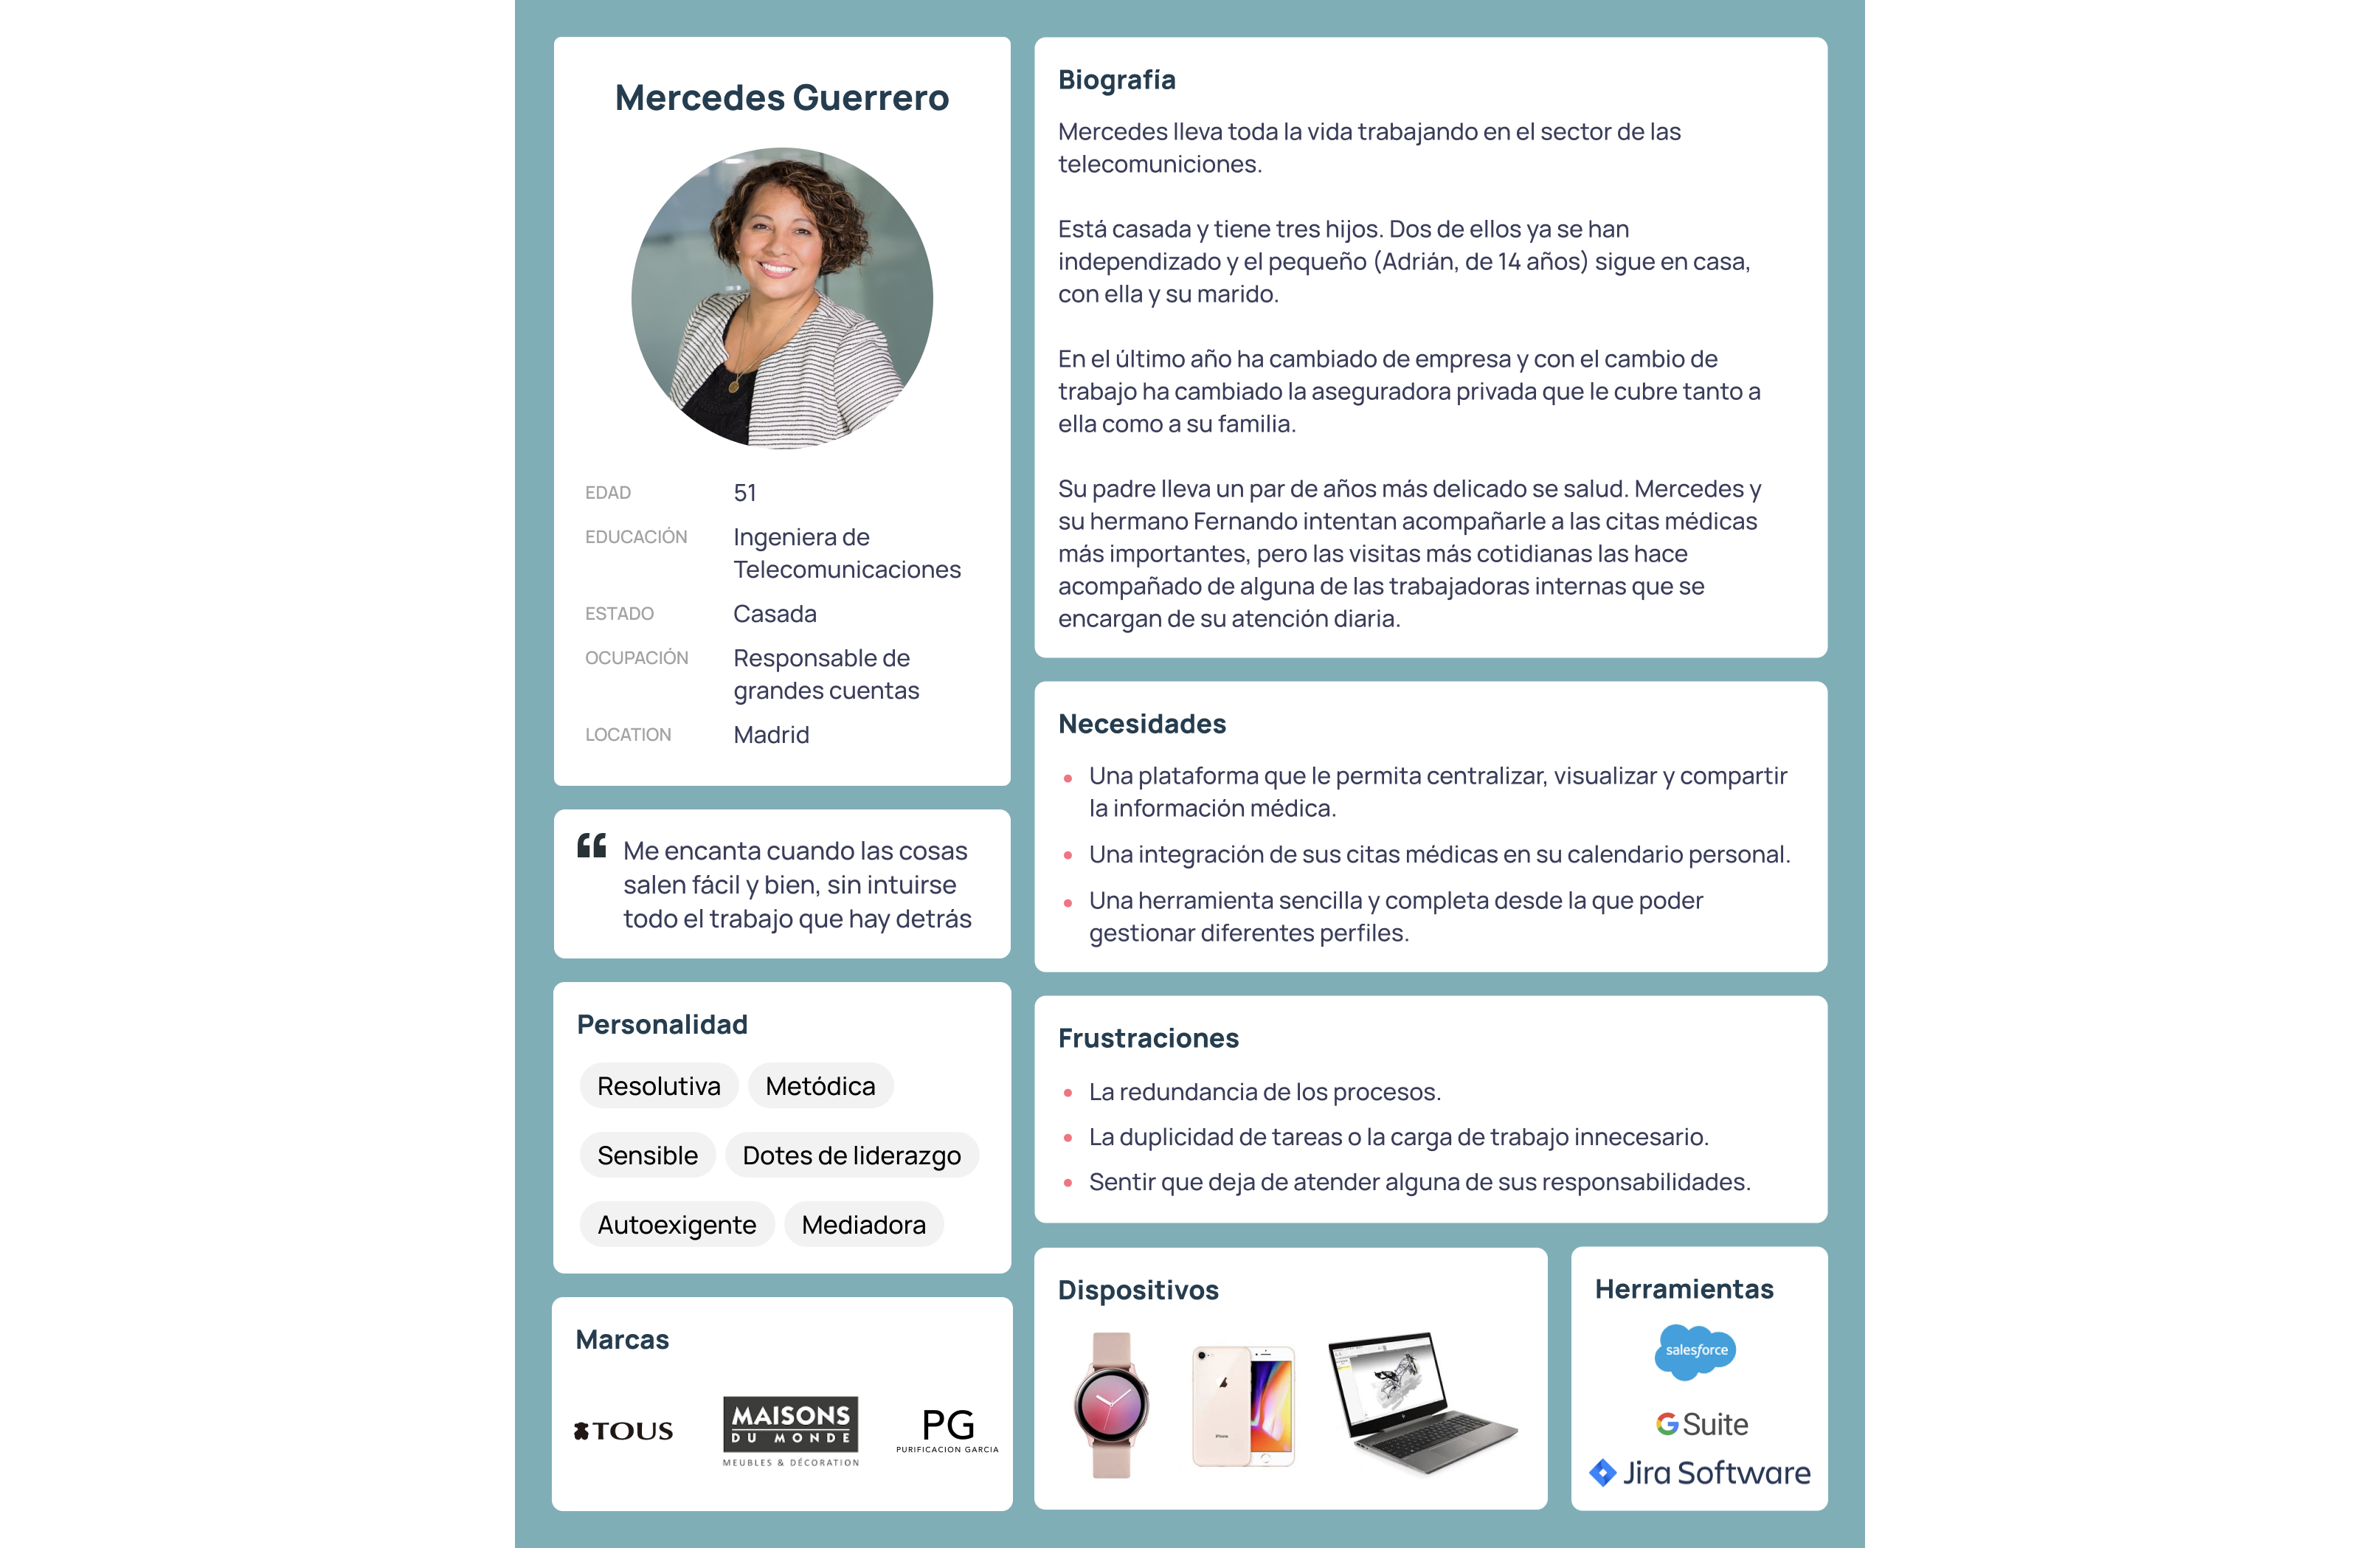 Mercedes Guerrero
EDAD 51
EDUCACIÓN Ingeniera de
Telecomunicaciones
ESTADO Casada
OCUPACIÓN Responsable de
grandes cuentas
LOCATION Madrid
“ Me encanta cuando las cosas
salen fácil y bien, sin intuirse
todo el trabajo que hay detrás
Personalidad
Resolutiva Metódica
Sensible Dotes de liderazgo
Autoexigente Mediadora
Marcas
TOUS
MAISONS
DU MONDE
MEUBLES & DÉCORATION
PG
PURIFICACION GARCIA
Biografía
Mercedes lleva toda la vida trabajando en el sector de las
telecomuniciones.
Está casada y tiene tres hijos. Dos de ellos ya se han
independizado y el pequeño (Adrián, de 14 años) sigue en casa,
con ella y su marido.
En el último año ha cambiado de empresa y con el cambio de
trabajo ha cambiado la aseguradora privada que le cubre tanto a
ella como a su familia.
Su padre lleva un par de años más delicado se salud. Mercedes y
su hermano Fernando intentan acompañarle a las citas médicas
más importantes, pero las visitas más cotidianas las hace
acompañado de alguna de las trabajadoras internas que se
encargan de su atención diaria.
Necesidades
• Una plataforma que le permita centralizar, visualizar y compartir
la información médica.
• Una integración de sus citas médicas en su calendario personal.
• Una herramienta sencilla y completa desde la que poder
gestionar diferentes perfiles.
Frustraciones
• La redundancia de los procesos.
• La duplicidad de tareas o la carga de trabajo innecesario.
• Sentir que deja de atender alguna de sus responsabilidades.
Dispositivos
iPhone
Herramientas
salesforce
G Suite
Jira Software